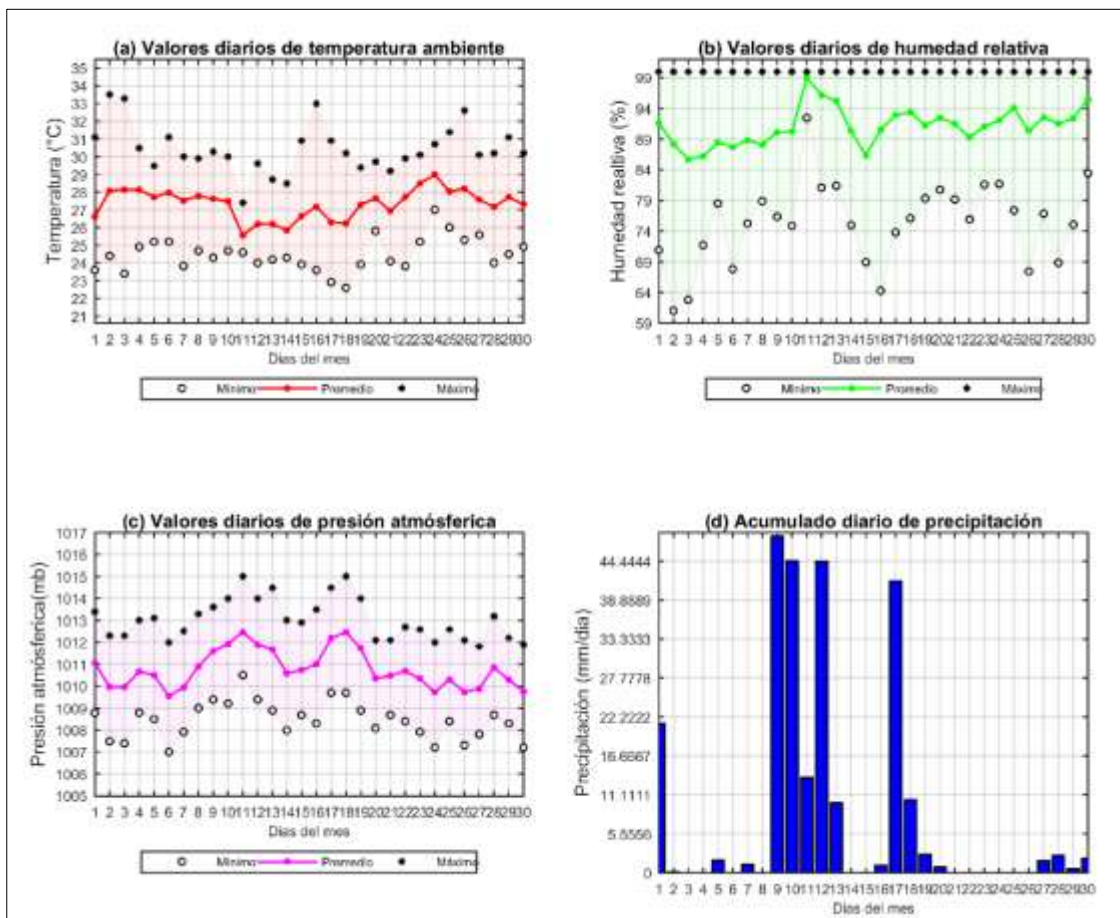 (a) Valores diarios de temperatura ambiente
35
34
33
32
31
30
29
28
27
26
25
24
23
22
21
Temperatura (°C)
1 2 3 4 5 6 7 8 9 10 11 12 13 14 15 16 17 18 19 20 21 22 23 24 25 26 27 28 29 30
Dias del mes
Mínimo Promedio Máximo
(b) Valores diarios de humedad relativa
99
94
89
84
79
74
69
64
59
Humedad realtiva (%)
1 2 3 4 5 6 7 8 9 10 11 12 13 14 15 16 17 18 19 20 21 22 23 24 25 26 27 28 29 30
Dias del mes
Mínimo Promedio Máximo
(c) Valores diarios de presión atmósferica
1017
1016
1015
1014
1013
1012
1011
1010
1009
1008
1007
1006
1005
Presión atmósferica(mb)
1 2 3 4 5 6 7 8 9 10 11 12 13 14 15 16 17 18 19 20 21 22 23 24 25 26 27 28 29 30
Dias del mes
Mínimo Promedio Máximo
(d) Acumulado diario de precipitación
44.4444
38.8889
33.3333
27.7778
22.2222
16.6667
11.1111
5.5556
0
Precipitación (mm/dia)
1 2 3 4 5 6 7 8 9 10 11 12 13 14 15 16 17 18 19 20 21 22 23 24 25 26 27 28 29 30
Dias del mes